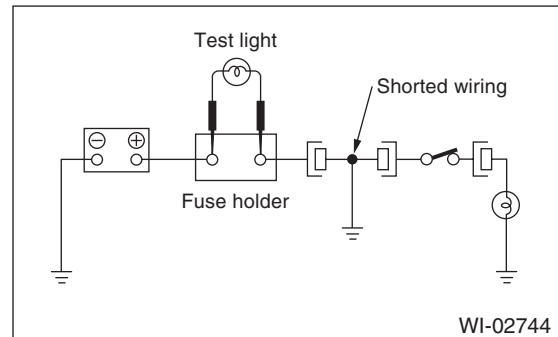 Test light
Shorted wiring
⊖ ⊕
Fuse holder
WI-02744